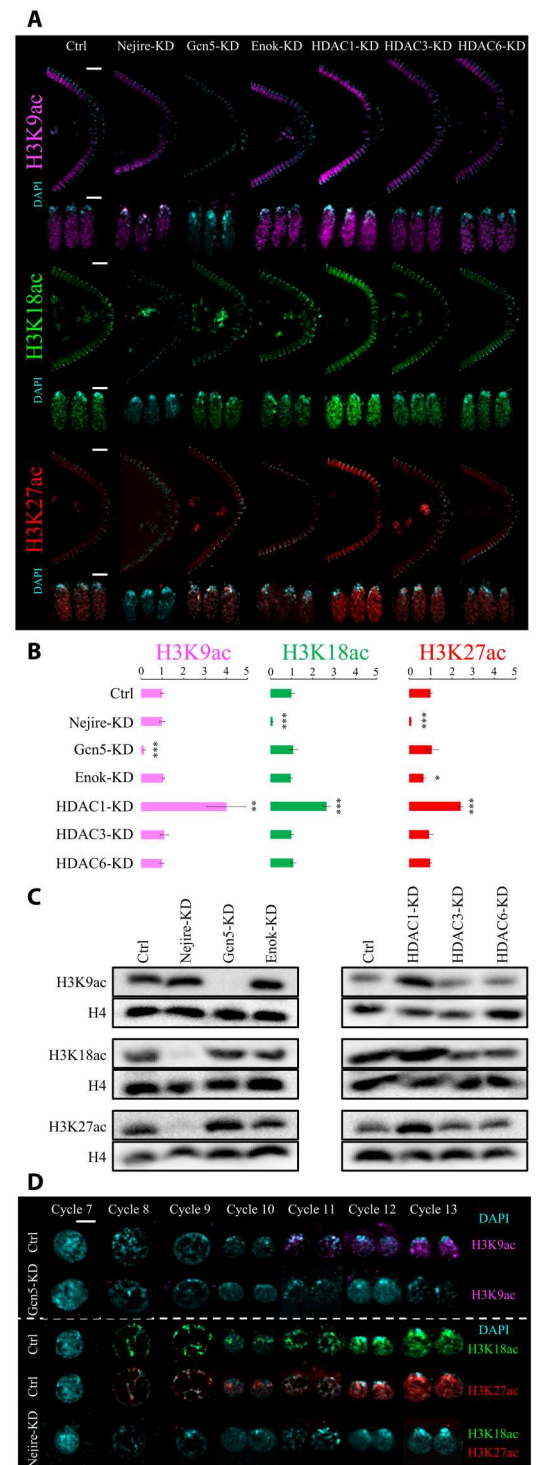 A
Ctrl Nejire-KD Gcn5-KD Enok-KD HDAC1-KD HDAC3-KD HDAC6-KD
H3K9ac
DAPI
H3K18ac
DAPI
H3K27ac
DAPI
B
H3K9ac H3K18ac H3K27ac
0 1 2 3 4 5 0 1 2 3 4 5 0 1 2 3 4 5
Ctrl
Nejire-KD *** ***
Gcn5-KD ***
Enok-KD *
HDAC1-KD ** *** ***
HDAC3-KD
HDAC6-KD
C
Ctrl Nejire-KD Gcn5-KD Enok-KD Ctrl HDAC1-KD HDAC3-KD HDAC6-KD
H3K9ac
H4
H3K18ac
H4
H3K27ac
H4
D
Cycle 7 Cycle 8 Cycle 9 Cycle 10 Cycle 11 Cycle 12 Cycle 13
DAPI
Ctrl H3K9ac
Gcn5-KD H3K9ac
DAPI
Ctrl H3K18ac
Ctrl H3K27ac
Nejire-KD H3K18ac
H3K27ac